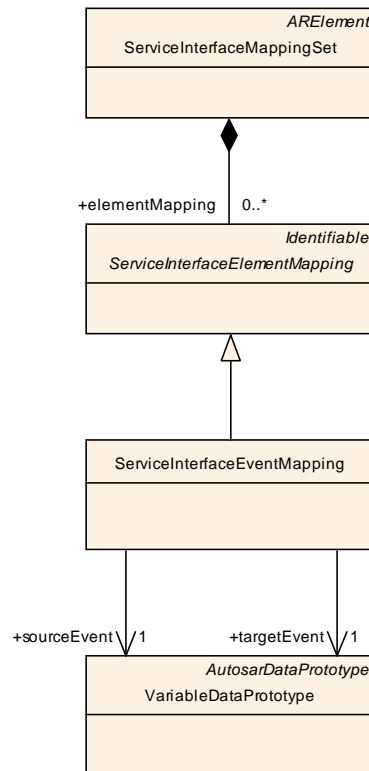 ARElement
ServiceInterfaceMappingSet
+elementMapping 0..*
Identifiable
ServiceInterfaceElementMapping
ServiceInterfaceEventMapping
+sourceEvent 1 +targetEvent 1
AutosarDataPrototype
VariableDataPrototype